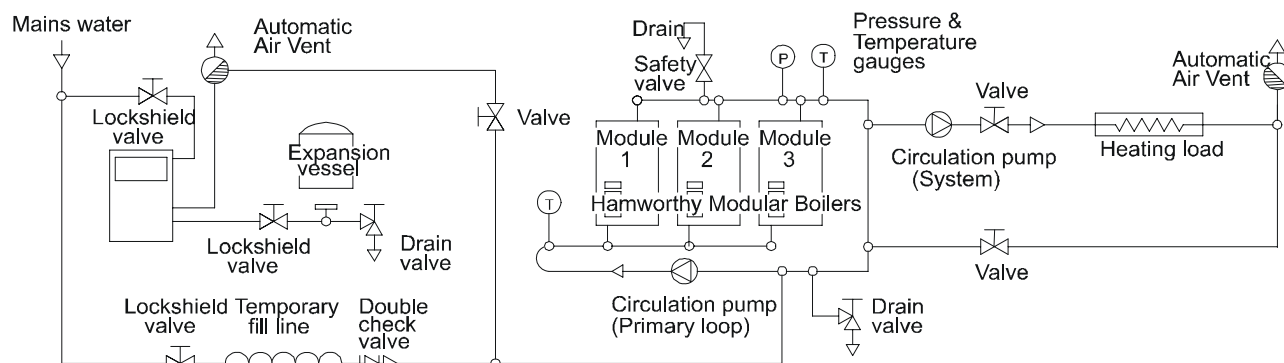 Mains water
Automatic
Air Vent
Lockshield
valve
Expansion
vessel
Lockshield
valve
Drain
valve
Valve
Lockshield
valve
Temporary
fill line
Double
check
valve
Drain
Safety
valve
P
T
Pressure &
Temperature
gauges
Module
1
Module
2
Module
3
Hamworthy Modular Boilers
T
Circulation pump
(Primary loop)
Drain
valve
Valve
Circulation pump
(System)
Heating load
Automatic
Air Vent
Valve